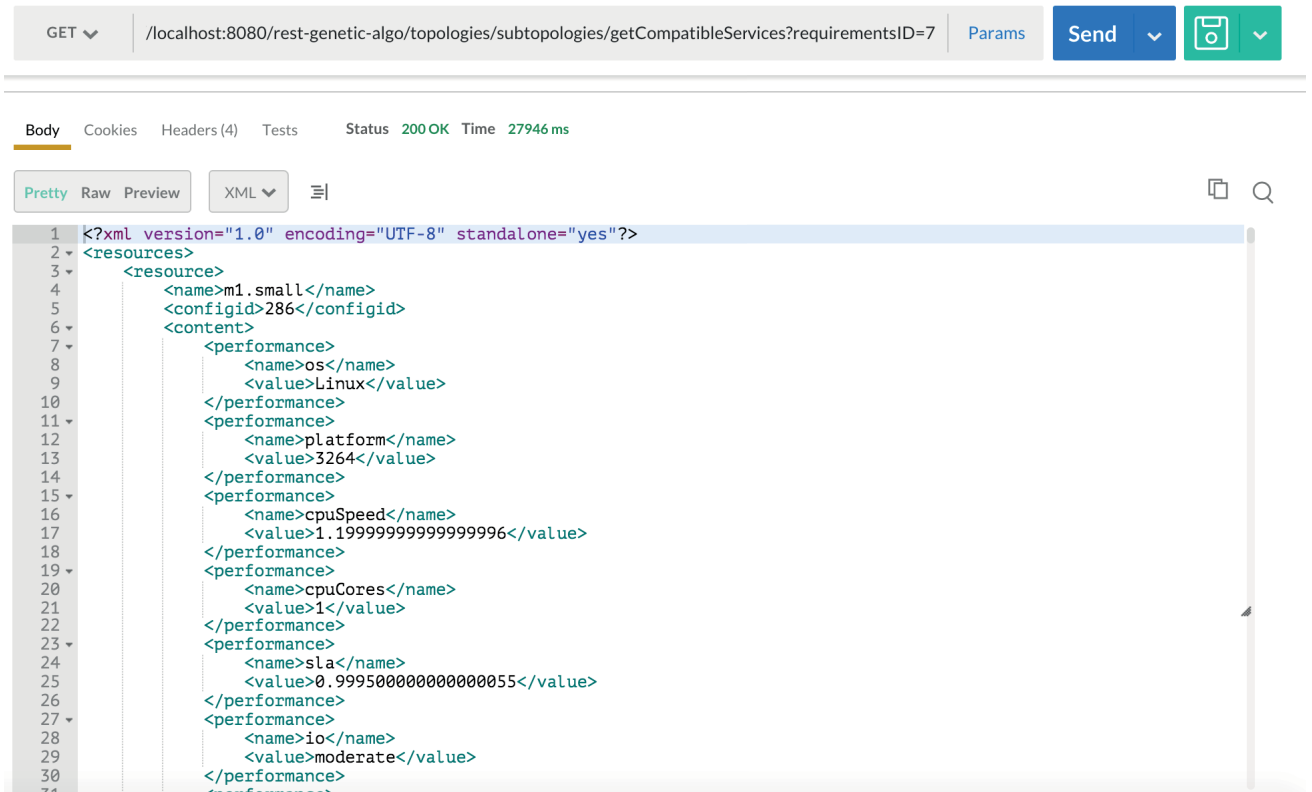 GET /localhost:8080/rest-genetic-algo/topologies/subtopologies/getCompatibleServices?requirementsID=7 Params Send
Body Cookies Headers (4) Tests Status 200 OK Time 27946 ms
Pretty Raw Preview XML
1 <?xml version="1.0" encoding="UTF-8" standalone="yes"?>
2 <resources>
3 <resource>
4 <name>m1.small</name>
5 <configid>286</configid>
6 <content>
7 <performance>
8 <name>os</name>
9 <value>Linux</value>
10 </performance>
11 <performance>
12 <name>platform</name>
13 <value>3264</value>
14 </performance>
15 <performance>
16 <name>cpuSpeed</name>
17 <value>1.19999999999999996</value>
18 </performance>
19 <performance>
20 <name>cpuCores</name>
21 <value>1</value>
22 </performance>
23 <performance>
24 <name>sla</name>
25 <value>0.999500000000000055</value>
26 </performance>
27 <performance>
28 <name>io</name>
29 <value>moderate</value>
30 </performance>
31 <performance>